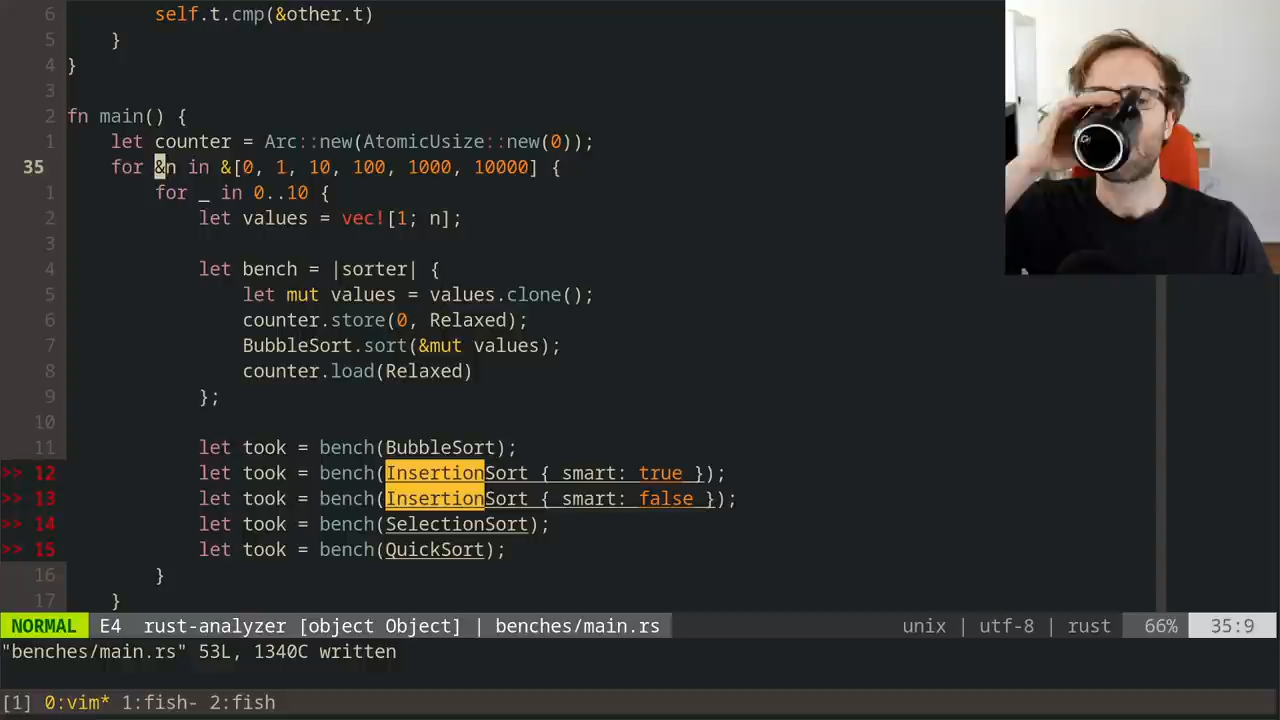 6        self.t.cmp(&other.t)
5    }
4 }
3
2 fn main() {
1     let counter = Arc::new(AtomicUsize::new(0));
35    for &n in &[0, 1, 10, 100, 1000, 10000] {
1         for _ in 0..10 {
2             let values = vec![1; n];
3
4             let bench = |sorter| {
5                 let mut values = values.clone();
6                 counter.store(0, Relaxed);
7                 BubbleSort.sort(&mut values);
8                 counter.load(Relaxed)
9             };
10
11            let took = bench(BubbleSort);
>> 12            let took = bench(InsertionSort { smart: true });
>> 13            let took = bench(InsertionSort { smart: false });
>> 14            let took = bench(SelectionSort);
>> 15            let took = bench(QuickSort);
16        }
17    }
NORMAL E4 rust-analyzer [object Object] | benches/main.rs unix | utf-8 | rust 66% 35:9
"benches/main.rs" 53L, 1340C written
[1] 0:vim* 1:fish- 2:fish